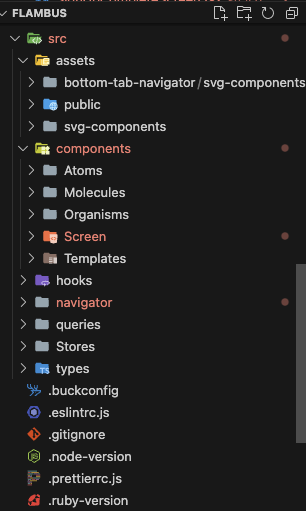 FLAMBUS
src
assets
bottom-tab-navigator/svg-components
public
svg-components
components
Atoms
Molecules
Organisms
Screen
Templates
hooks
navigator
queries
Stores
types
.buckconfig
.eslintrc.js
.gitignore
.node-version
.prettierrc.js
.ruby-version